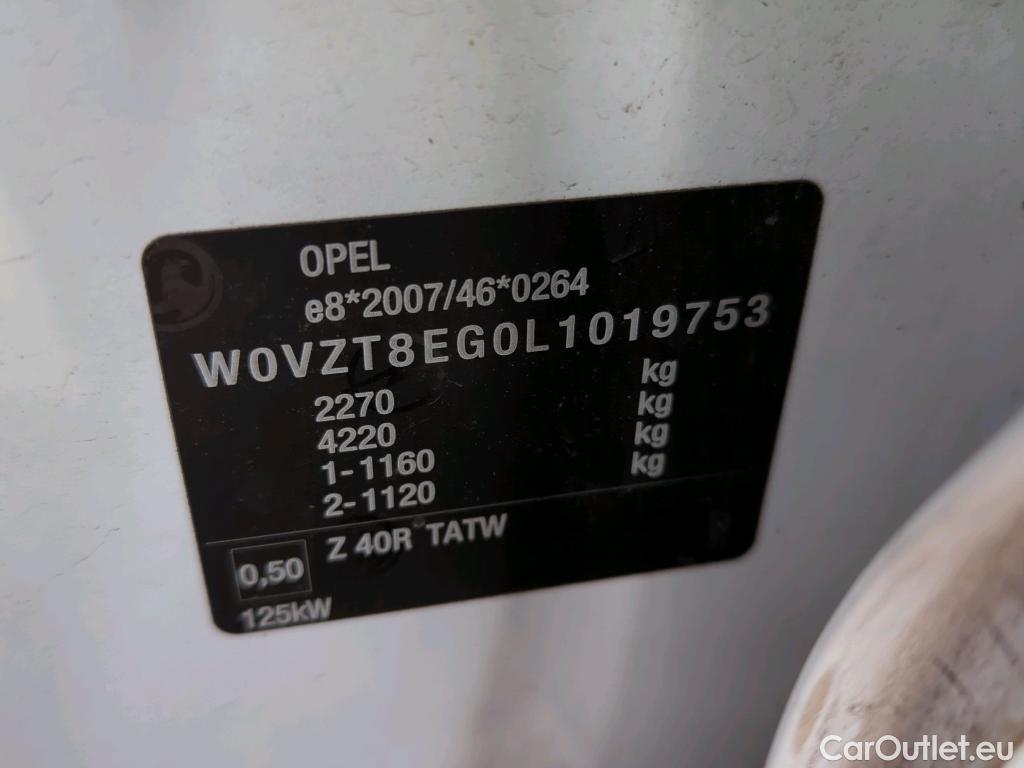 OPEL
e8*2007/46*0264
W0VZT8EG0L1019753
2270 kg
4220 kg
1-1160 kg
2-1120 kg
0,50 Z 40R TATW
125kW
CarOutlet.eu